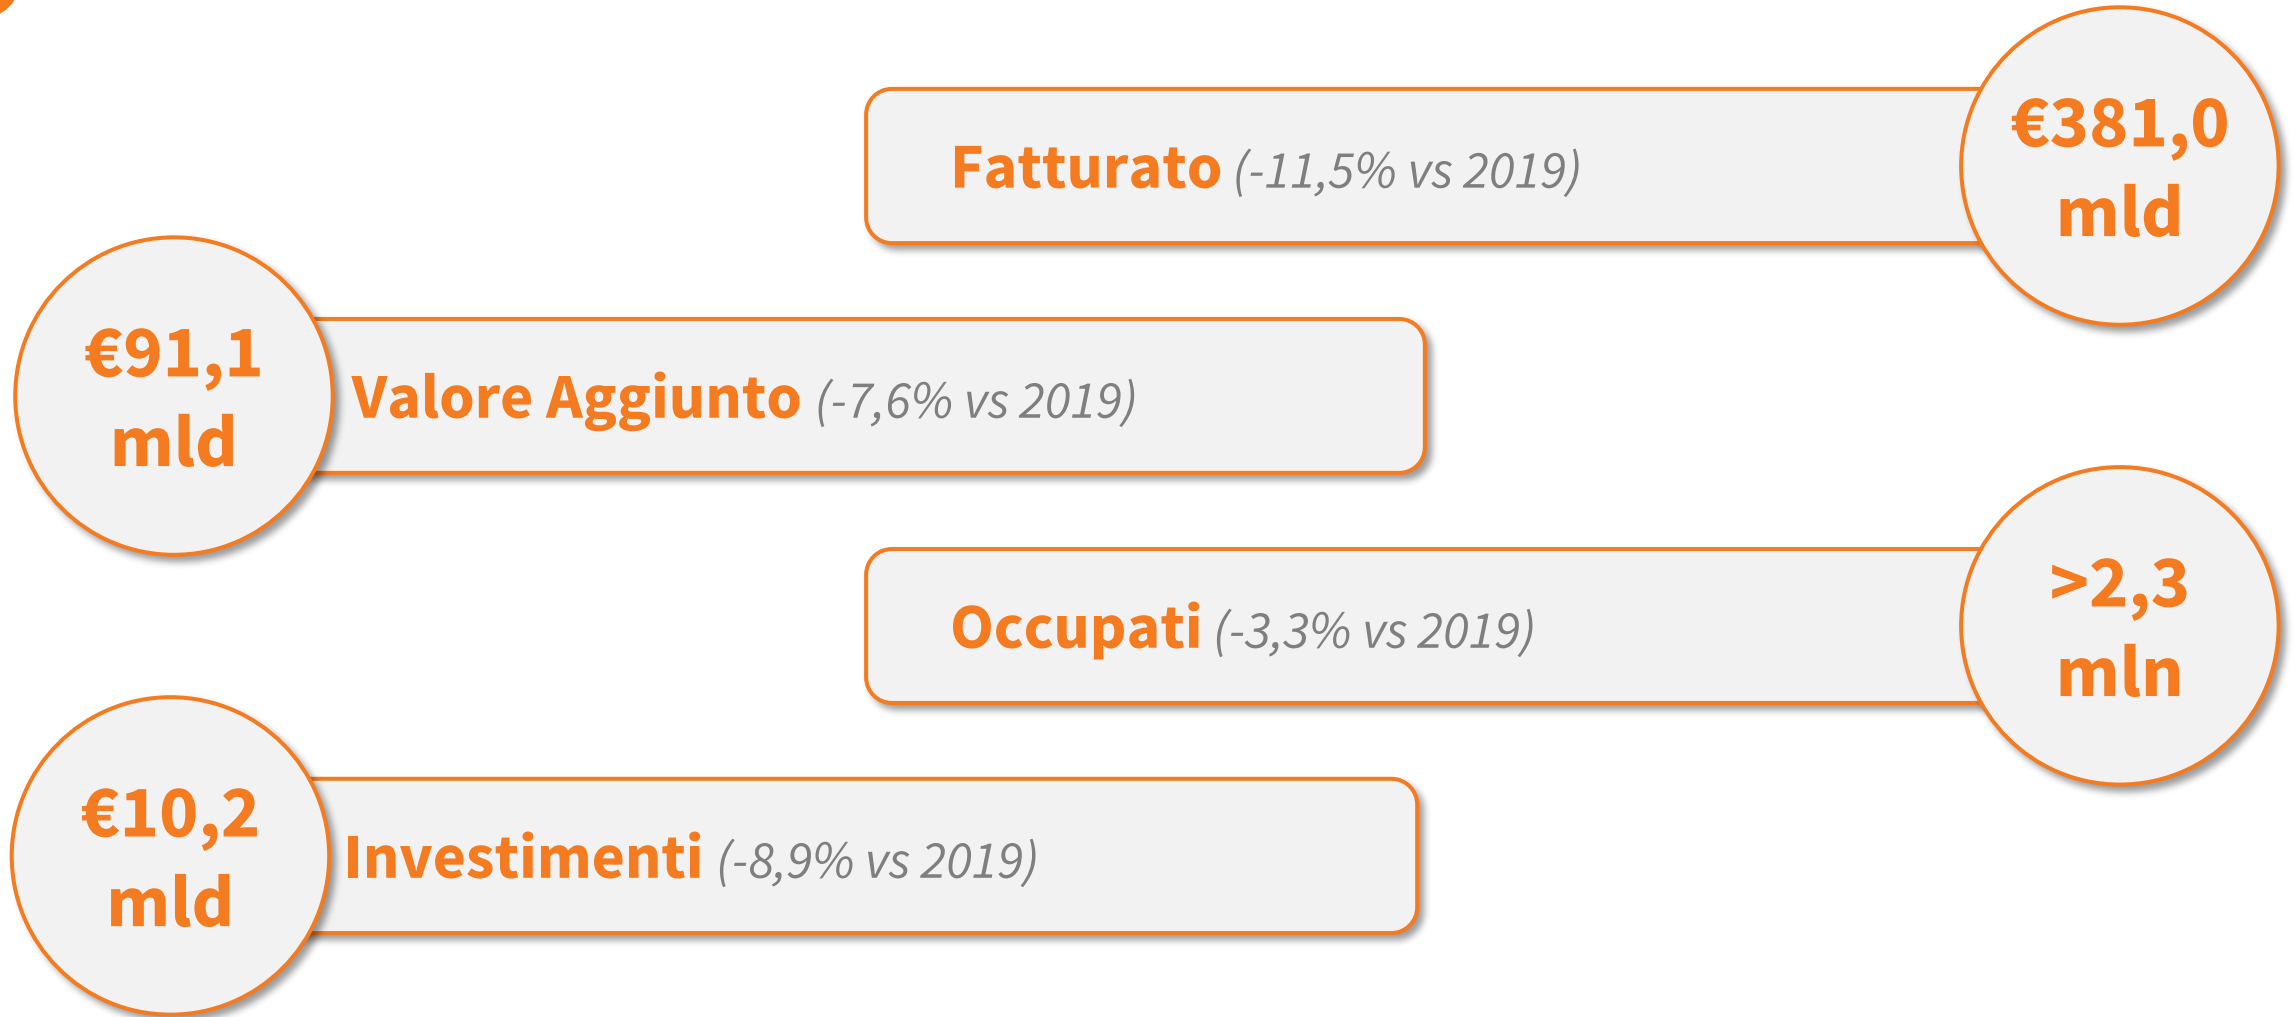 Fatturato (-11,5% vs 2019)
€381,0
mld
€91,1
mld
Valore Aggiunto (-7,6% vs 2019)
Occupati (-3,3% vs 2019)
>2,3
mln
€10,2
mld
Investimenti (-8,9% vs 2019)